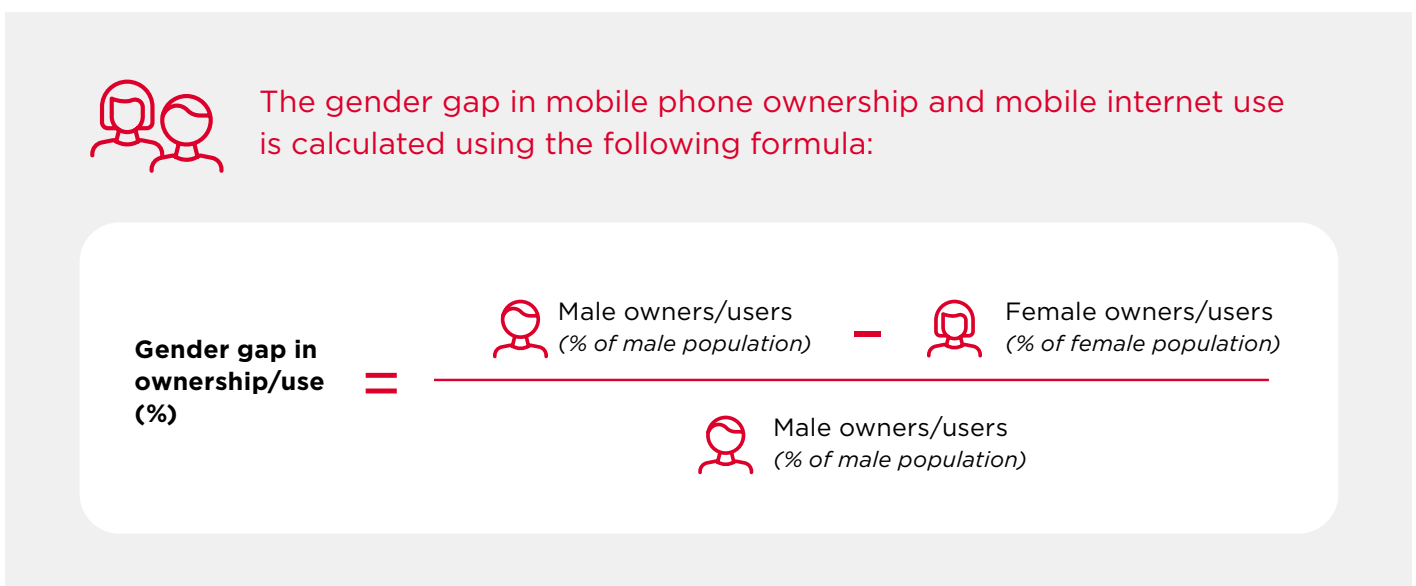 The gender gap in mobile phone ownership and mobile internet use
is calculated using the following formula:
Gender gap in
ownership/use
(%)
=
Male owners/users
(% of male population)
–
Female owners/users
(% of female population)
Male owners/users
(% of male population)